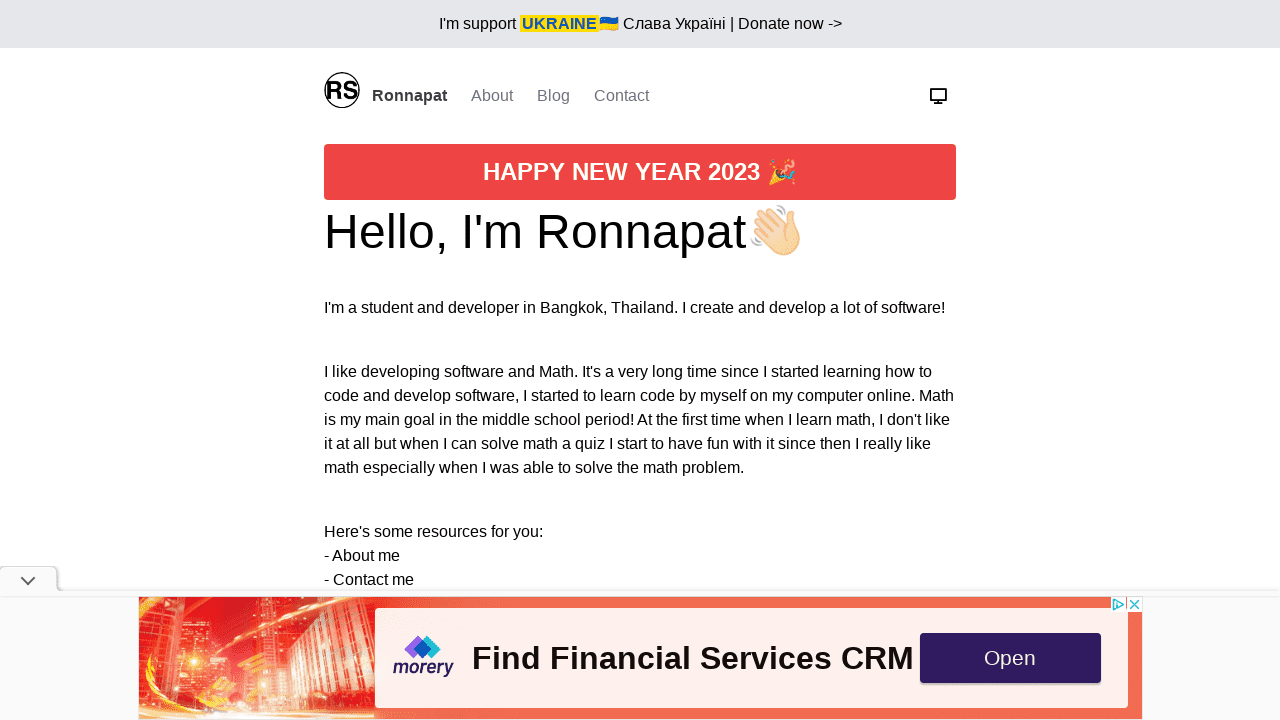 I'm support UKRAINE🇺🇦 Слава Україні | Donate now ->
RS Ronnapat About Blog Contact
HAPPY NEW YEAR 2023 🎉
Hello, I'm Ronnapat👋🏻
I'm a student and developer in Bangkok, Thailand. I create and develop a lot of software!
I like developing software and Math. It's a very long time since I started learning how to
code and develop software, I started to learn code by myself on my computer online. Math
is my main goal in the middle school period! At the first time when I learn math, I don't like
it at all but when I can solve math a quiz I start to have fun with it since then I really like
math especially when I was able to solve the math problem.
Here's some resources for you:
- About me
- Contact me
morery
Find Financial Services CRM
Open